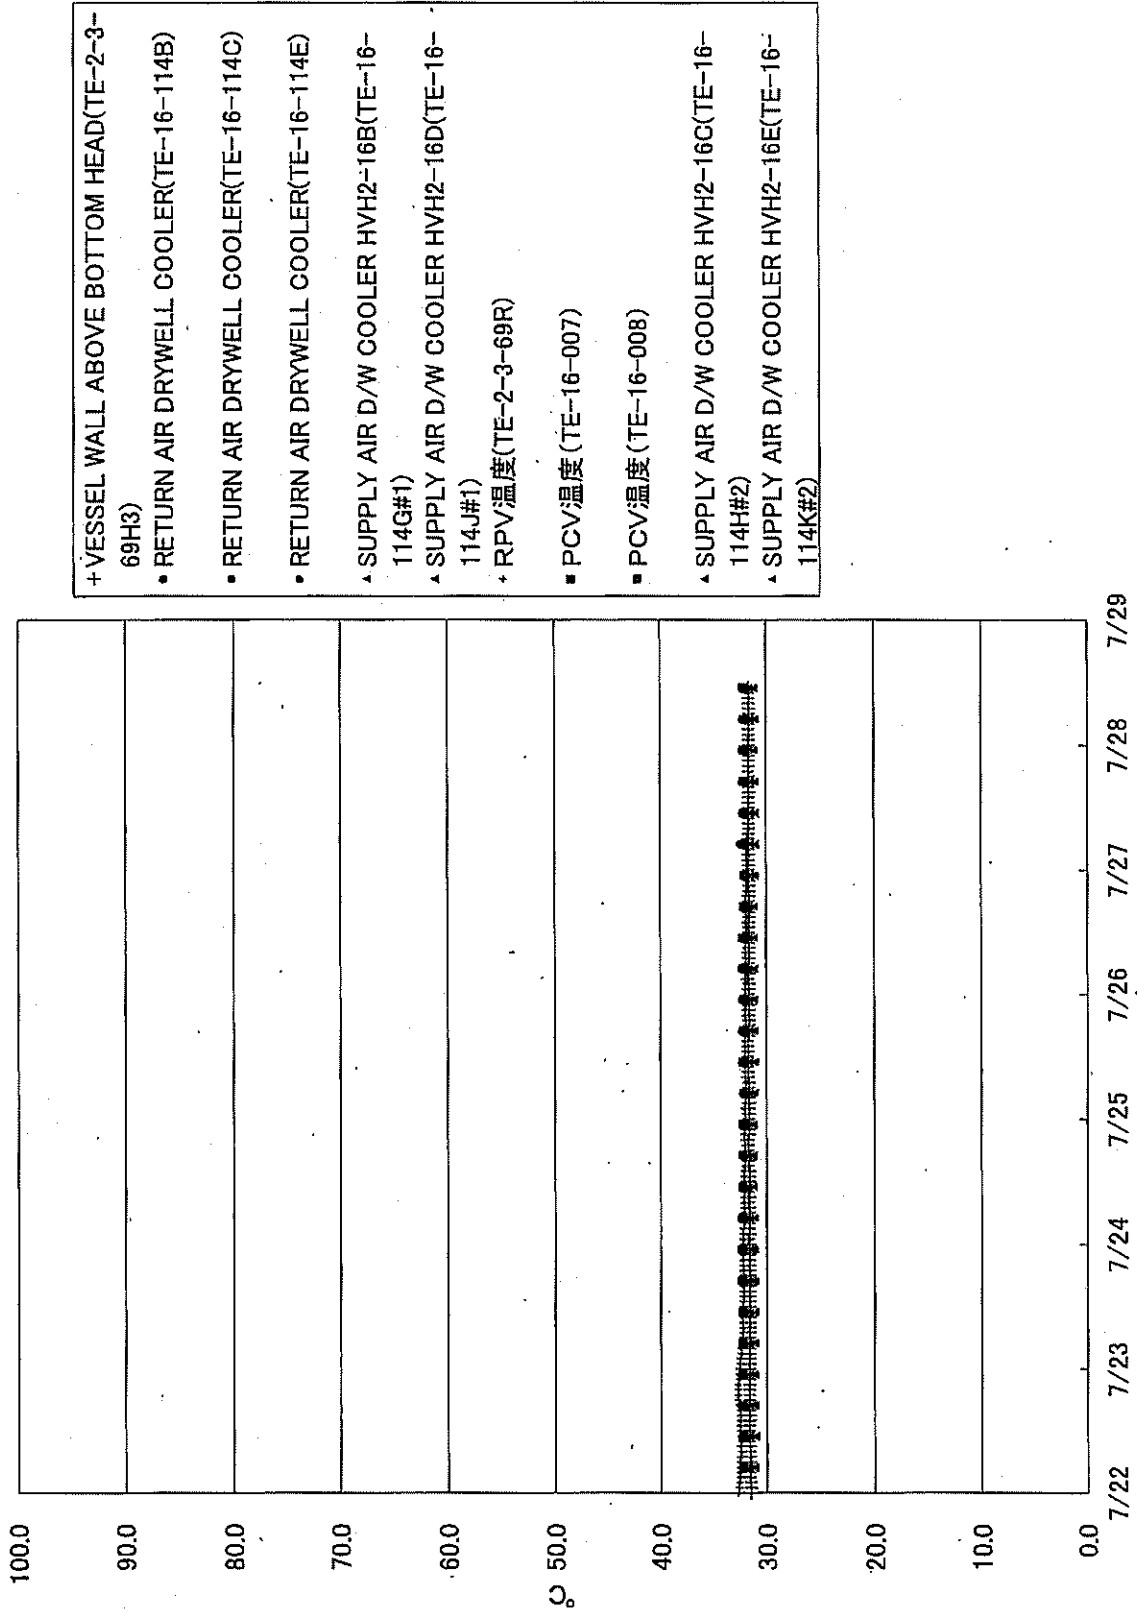 +VESSEL WALL ABOVE BOTTOM HEAD(TE-2-3-
69H3)
• RETURN AIR DRYWELL COOLER(TE-16-114B)
• RETURN AIR DRYWELL COOLER(TE-16-114C)
• RETURN AIR DRYWELL COOLER(TE-16-114E)
▲ SUPPLY AIR D/W COOLER HVH2-16B(TE-16-
114G#1)
▲ SUPPLY AIR D/W COOLER HVH2-16D(TE-16-
114J#1)
+ RPV温度(TE-2-3-69R)
■ PCV温度(TE-16-007)
■ PCV温度(TE-16-008)
▲ SUPPLY AIR D/W COOLER HVH2-16C(TE-16-
114H#2)
▲ SUPPLY AIR D/W COOLER HVH2-16E(TE-16-
114K#2)
100.0
90.0
80.0
70.0
60.0
50.0
40.0
30.0
20.0
10.0
0.0
℃
7/22
7/23
7/24
7/25
7/26
7/27
7/28
7/29